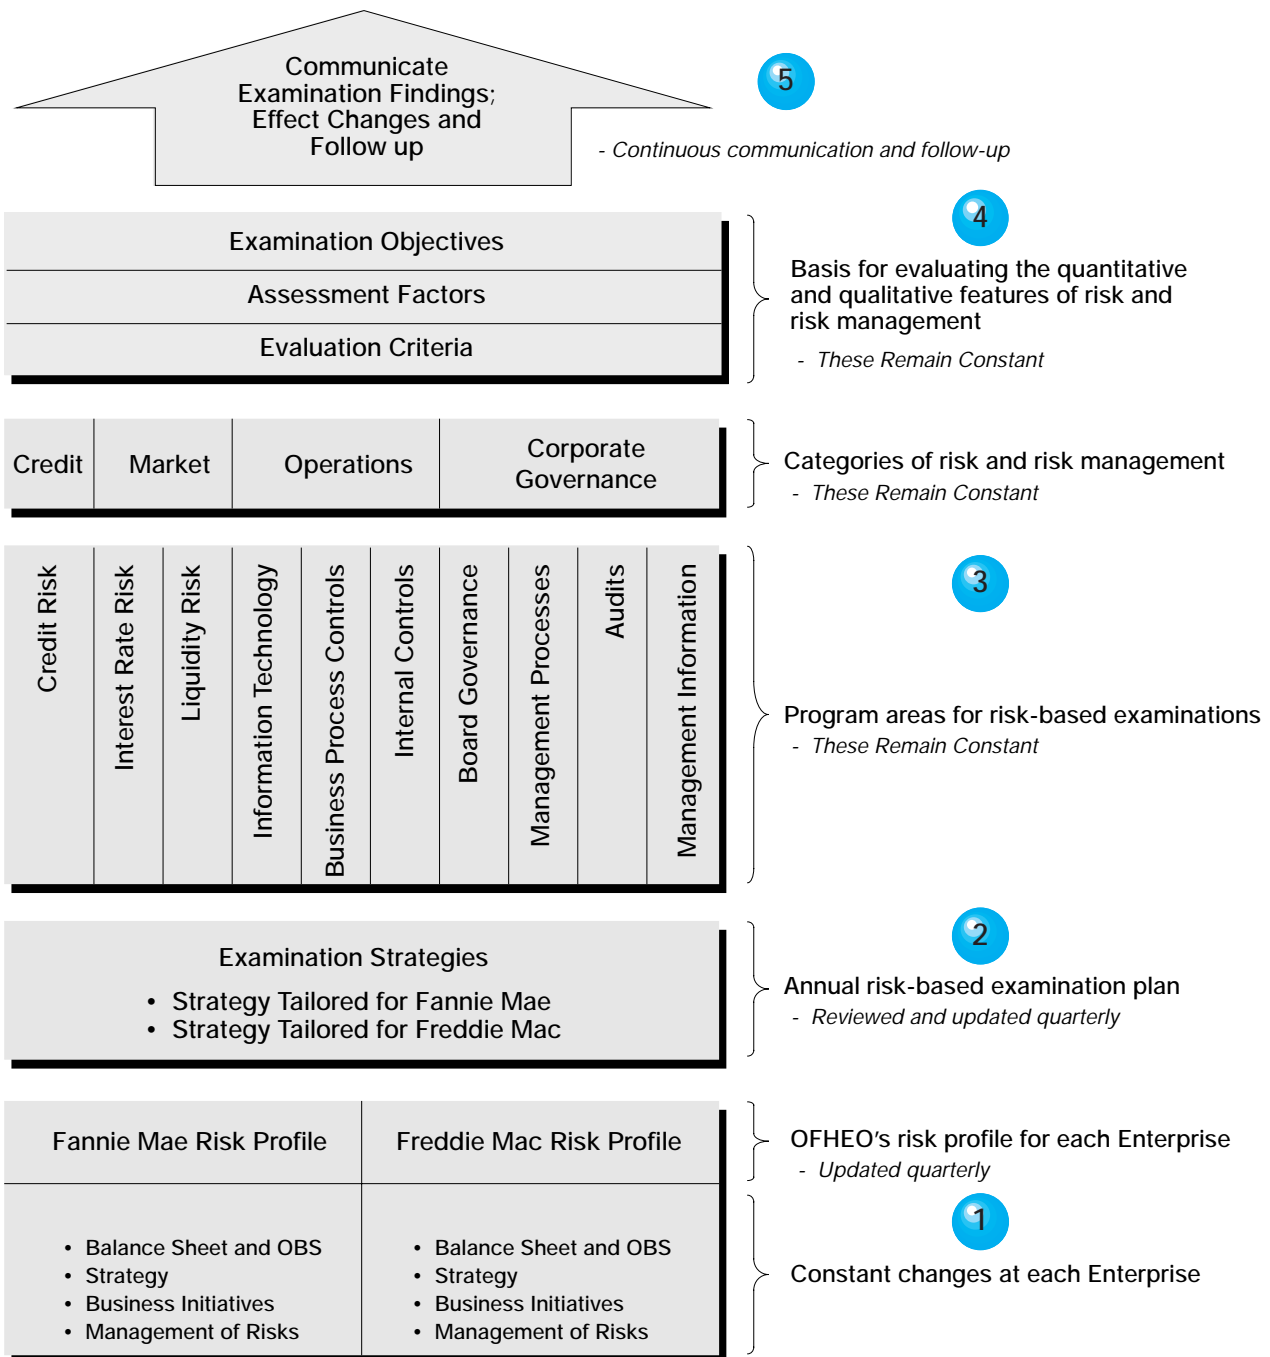 Communicate
Examination Findings;
Effect Changes and
Follow up
5
- Continuous communication and follow-up
Examination Objectives
Assessment Factors
Evaluation Criteria
4
Basis for evaluating the quantitative
and qualitative features of risk and
risk management
- These Remain Constant
Credit
Market
Operations
Corporate
Governance
Categories of risk and risk management
- These Remain Constant
Credit Risk
Interest Rate Risk
Liquidity Risk
Information Technology
Business Process Controls
Internal Controls
Board Governance
Management Processes
Audits
Management Information
3
Program areas for risk-based examinations
- These Remain Constant
Examination Strategies
• Strategy Tailored for Fannie Mae
• Strategy Tailored for Freddie Mac
2
Annual risk-based examination plan
- Reviewed and updated quarterly
Fannie Mae Risk Profile
Freddie Mac Risk Profile
OFHEO's risk profile for each Enterprise
- Updated quarterly
• Balance Sheet and OBS
• Strategy
• Business Initiatives
• Management of Risks
• Balance Sheet and OBS
• Strategy
• Business Initiatives
• Management of Risks
1
Constant changes at each Enterprise